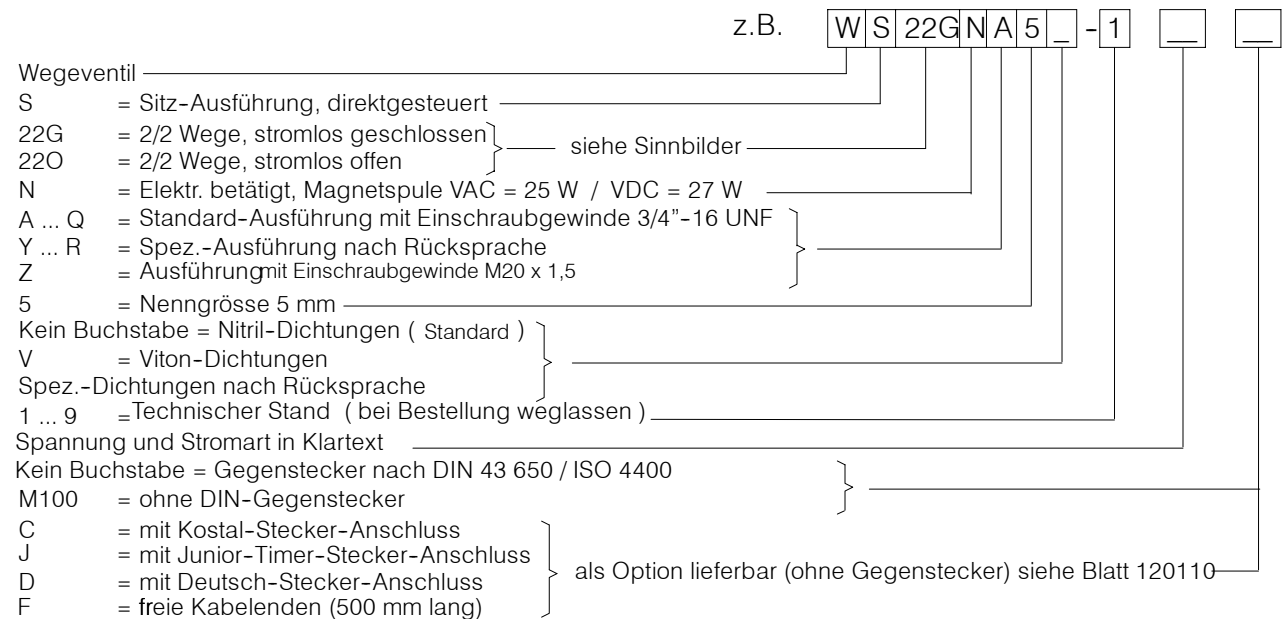 z.B. W S 22G N A 5 _ - 1 __ __
Wegeventil
S = Sitz-Ausführung, direktgesteuert
22G = 2/2 Wege, stromlos geschlossen
22O = 2/2 Wege, stromlos offen
siehe Sinnbilder
N = Elektr. betätigt, Magnetspule VAC = 25 W / VDC = 27 W
A ... Q = Standard-Ausführung mit Einschraubgewinde 3/4”-16 UNF
Y ... R = Spez.-Ausführung nach Rücksprache
Z = Ausführung mit Einschraubgewinde M20 x 1,5
5 = Nenngrösse 5 mm
Kein Buchstabe = Nitril-Dichtungen ( Standard )
V = Viton-Dichtungen
Spez.-Dichtungen nach Rücksprache
1 ... 9 = Technischer Stand ( bei Bestellung weglassen )
Spannung und Stromart in Klartext
Kein Buchstabe = Gegenstecker nach DIN 43 650 / ISO 4400
M100 = ohne DIN-Gegenstecker
C = mit Kostal-Stecker-Anschluss
J = mit Junior-Timer-Stecker-Anschluss
D = mit Deutsch-Stecker-Anschluss
F = freie Kabelenden (500 mm lang)
als Option lieferbar (ohne Gegenstecker) siehe Blatt 120110